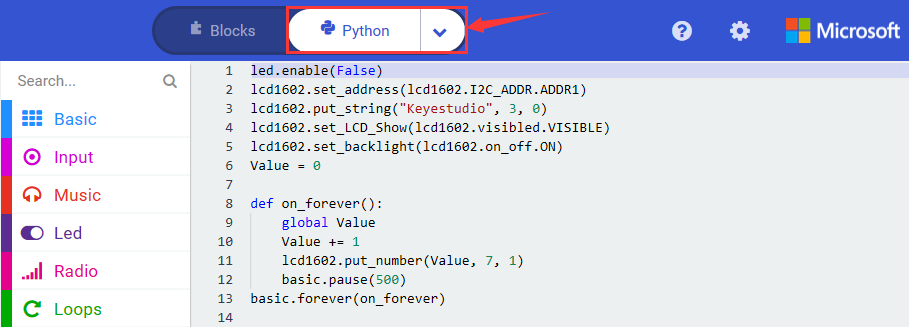 Blocks
Python
?
Microsoft
Search...
Basic
Input
Music
Led
Radio
Loops
1 led.enable(False)
2 lcd1602.set_address(lcd1602.I2C_ADDR.ADDR1)
3 lcd1602.put_string("Keyestudio", 3, 0)
4 lcd1602.set_LCD_Show(lcd1602.visibled.VISIBLE)
5 lcd1602.set_backlight(lcd1602.on_off.ON)
6 Value = 0
7
8 def on_forever():
9     global Value
10     Value += 1
11     lcd1602.put_number(Value, 7, 1)
12     basic.pause(500)
13 basic.forever(on_forever)
14